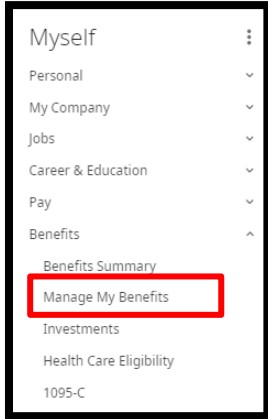 Myself
Personal
My Company
Jobs
Career & Education
Pay
Benefits
Benefits Summary
Manage My Benefits
Investments
Health Care Eligibility
1095-C